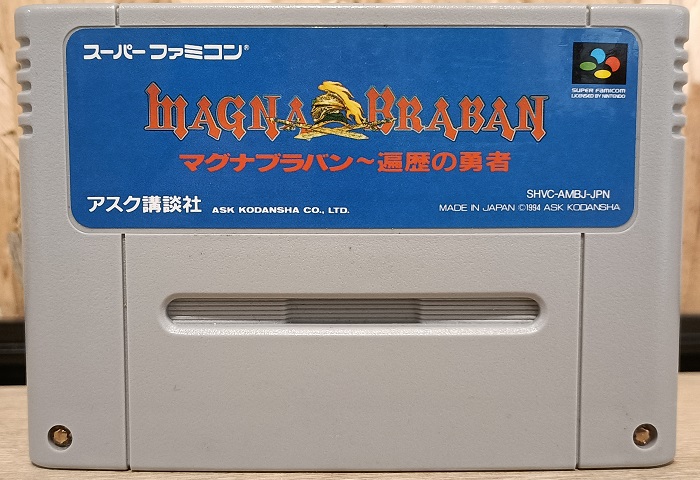 スーパーファミコン®
SUPER FAMICOM
LICENSED BY NINTENDO
MAGNA BRABAN
マグナブラバン～遍歴の勇者
SHVC-AMBJ-JPN
アスク講談社 ASK KODANSHA CO., LTD.
MADE IN JAPAN ©1994 ASK KODANSHA